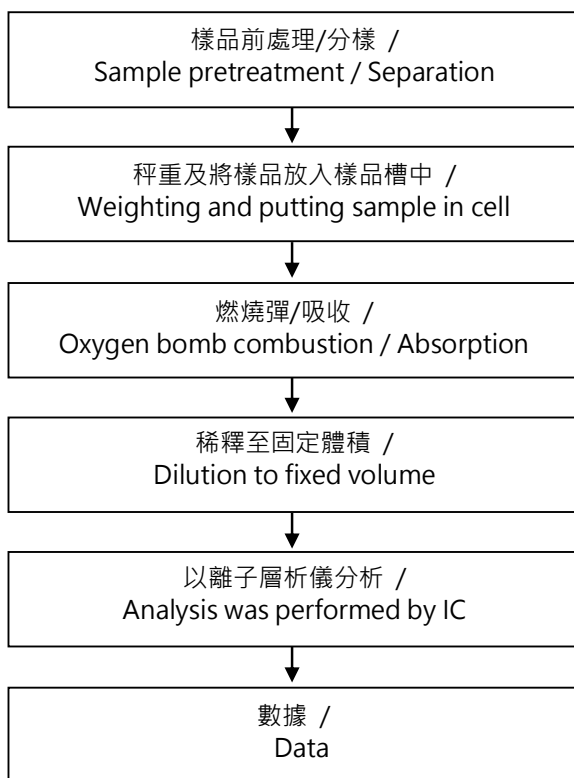 樣品前處理/分樣 /
Sample pretreatment / Separation
秤重及將樣品放入樣品槽中 /
Weighting and putting sample in cell
燃燒彈/吸收 /
Oxygen bomb combustion / Absorption
稀釋至固定體積 /
Dilution to fixed volume
以離子層析儀分析 /
Analysis was performed by IC
數據 /
Data